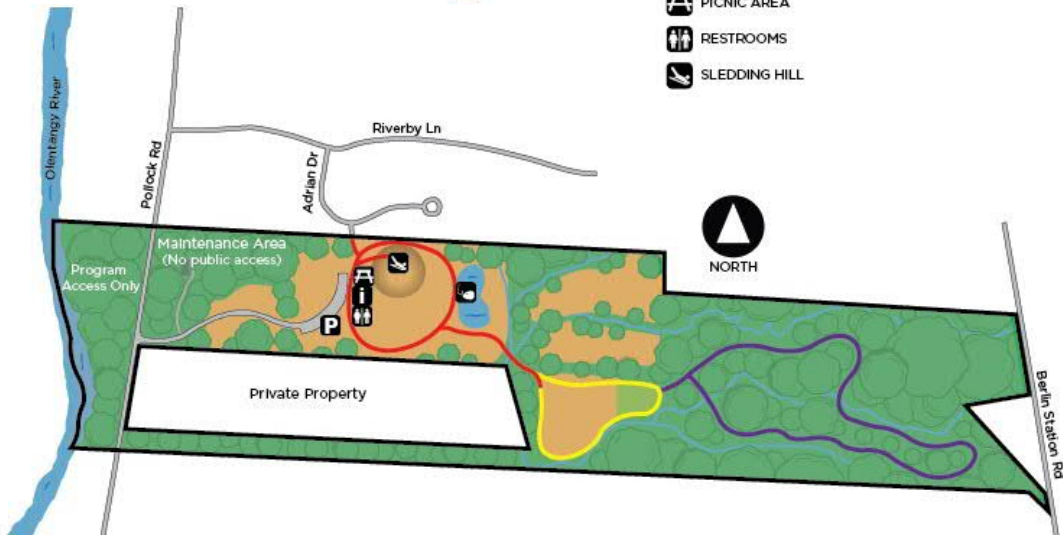 PICNIC AREA
RESTROOMS
SLEDDING HILL
Olentangy River
Pollock Rd
Riverby Ln
Adrian Dr
Maintenance Area
(No public access)
Program
Access Only
NORTH
i
P
Private Property
Berlin Station Rd